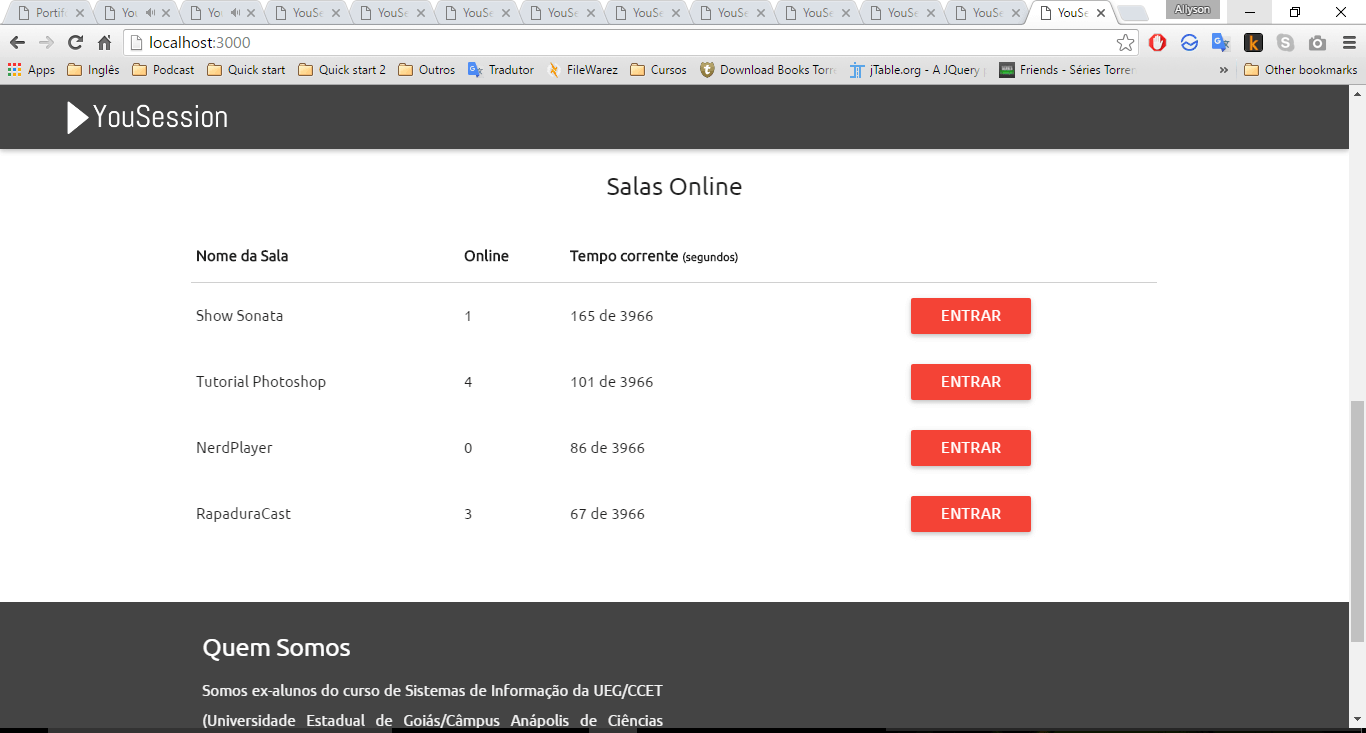 Portif
You
Yo
YouSe
YouSe
YouSe
YouSe
YouSe
YouSe
YouSe
YouSe
YouSe
YouSe
Allyson
localhost:3000
Apps Inglês Podcast Quick start Quick start 2 Outros Tradutor FileWarez Cursos Download Books Torre jTable.org - A JQuery Friends - Séries Torrer » Other bookmarks
YouSession
Salas Online
Nome da Sala Online Tempo corrente (segundos)
Show Sonata 1 165 de 3966 ENTRAR
Tutorial Photoshop 4 101 de 3966 ENTRAR
NerdPlayer 0 86 de 3966 ENTRAR
RapaduraCast 3 67 de 3966 ENTRAR
Quem Somos
Somos ex-alunos do curso de Sistemas de Informação da UEG/CCET
(Universidade Estadual de Goiás/Câmpus Anápolis de Ciências